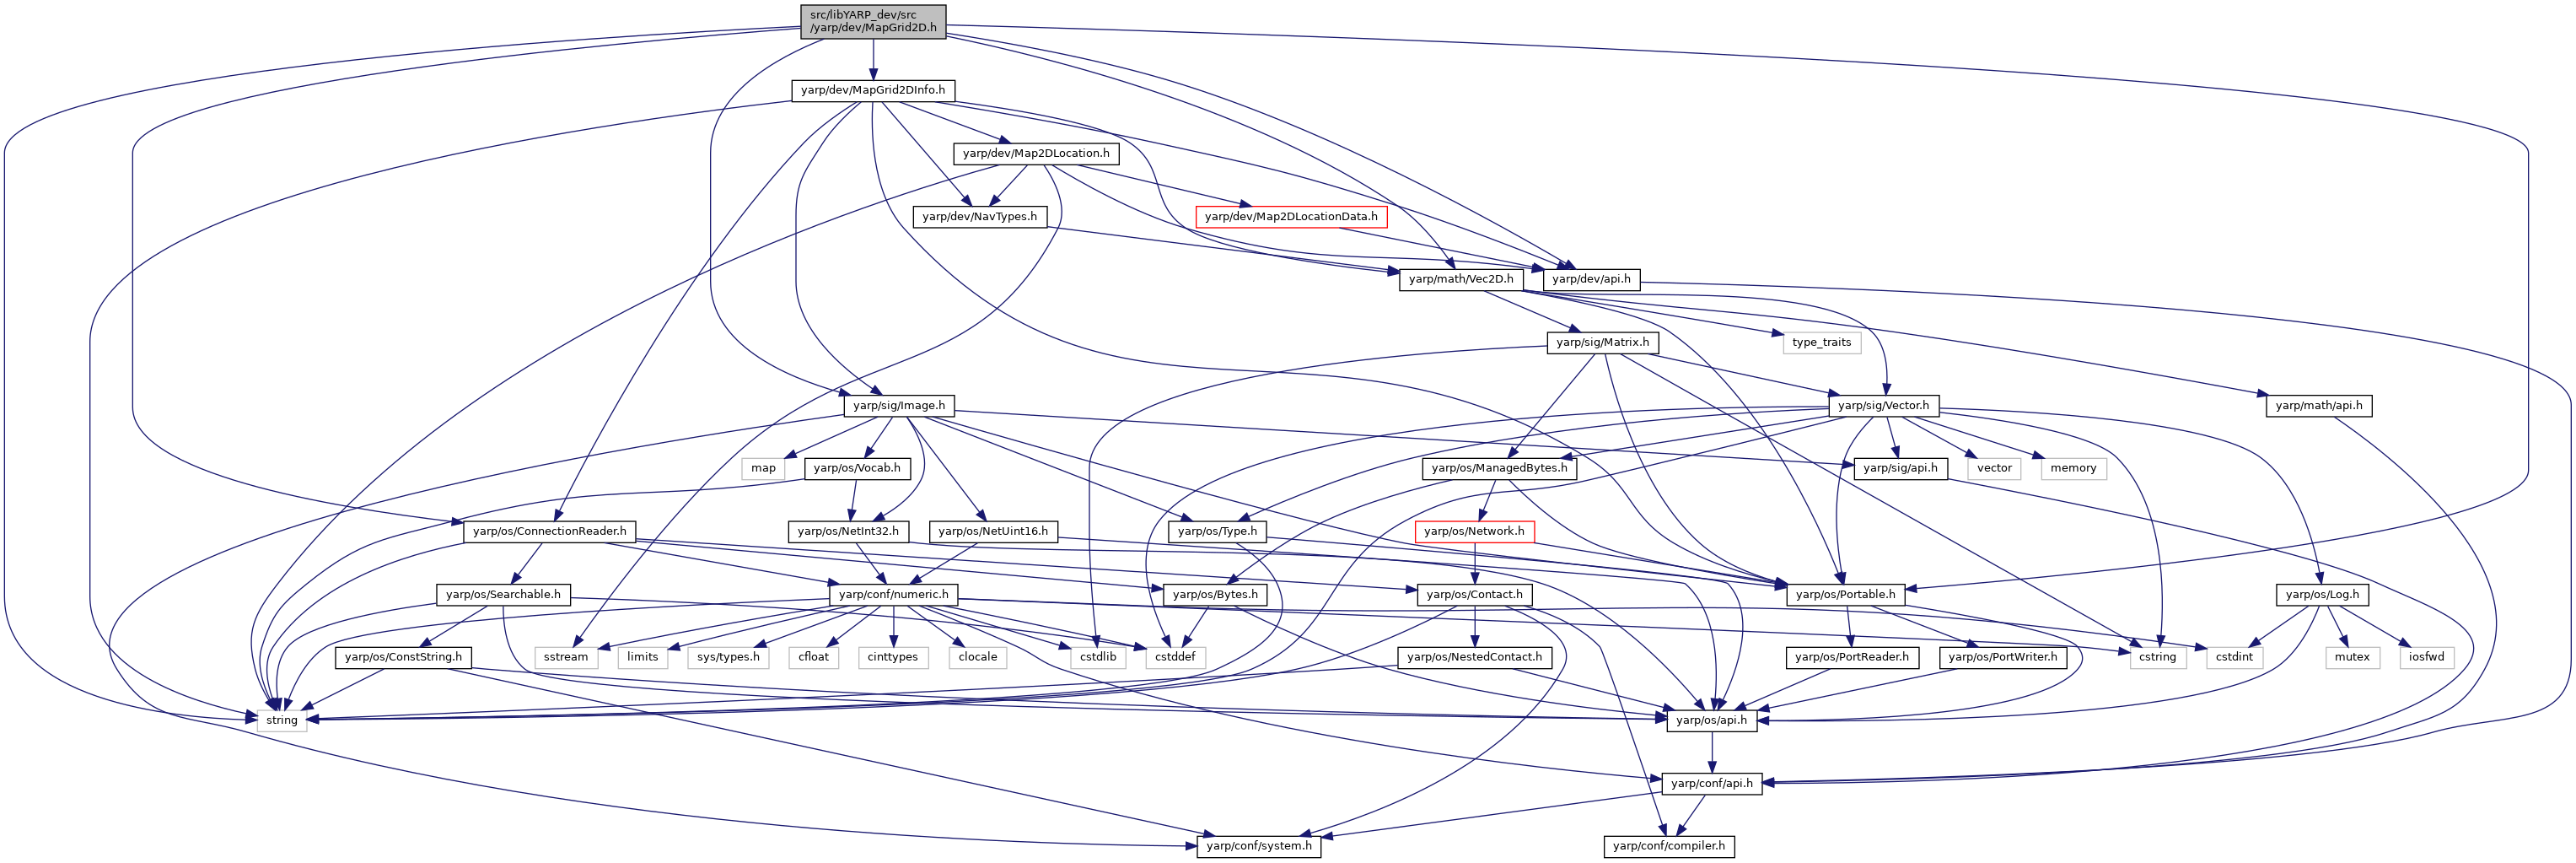 src/libYARP_dev/src
/yarp/dev/MapGrid2D.h
yarp/dev/MapGrid2DInfo.h
yarp/dev/Map2DLocation.h
yarp/dev/NavTypes.h
yarp/dev/Map2DLocationData.h
yarp/math/Vec2D.h
yarp/dev/api.h
yarp/sig/Matrix.h
type_traits
yarp/sig/Image.h
yarp/sig/Vector.h
yarp/math/api.h
map
yarp/os/Vocab.h
yarp/os/ManagedBytes.h
yarp/sig/api.h
vector
memory
yarp/os/ConnectionReader.h
yarp/os/NetInt32.h
yarp/os/NetUint16.h
yarp/os/Type.h
yarp/os/Network.h
yarp/os/Searchable.h
yarp/conf/numeric.h
yarp/os/Bytes.h
yarp/os/Contact.h
yarp/os/Portable.h
yarp/os/Log.h
yarp/os/ConstString.h
sstream
limits
sys/types.h
cfloat
cinttypes
clocale
cstdlib
cstddef
yarp/os/NestedContact.h
yarp/os/PortReader.h
yarp/os/PortWriter.h
cstring
cstdint
mutex
iosfwd
string
yarp/os/api.h
yarp/conf/api.h
yarp/conf/system.h
yarp/conf/compiler.h